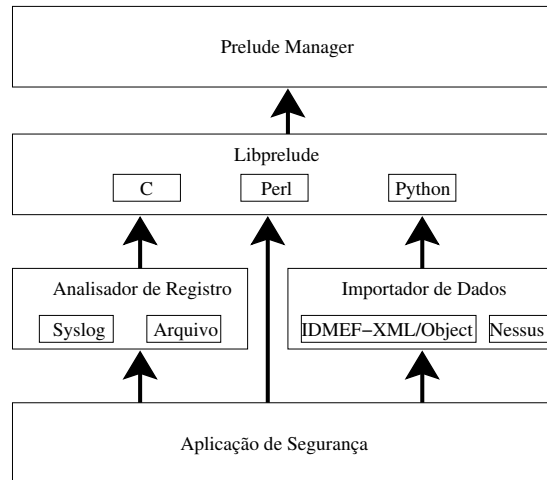 Prelude Manager
Libprelude
C Perl Python
Analisador de Registro Importador de Dados
Syslog Arquivo IDMEF−XML/Object Nessus
Aplicação de Segurança